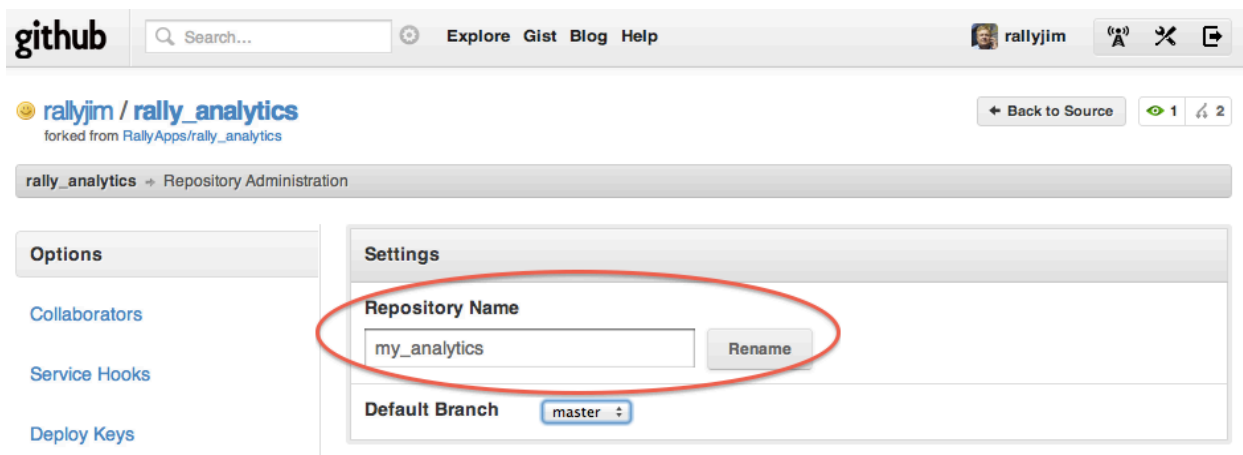 github Search... Explore Gist Blog Help rallyjim
rallyjim / rally_analytics Back to Source 1 2
forked from RallyApps/rally_analytics
rally_analytics Repository Administration
Options
Collaborators
Service Hooks
Deploy Keys
Settings
Repository Name
my_analytics Rename
Default Branch master